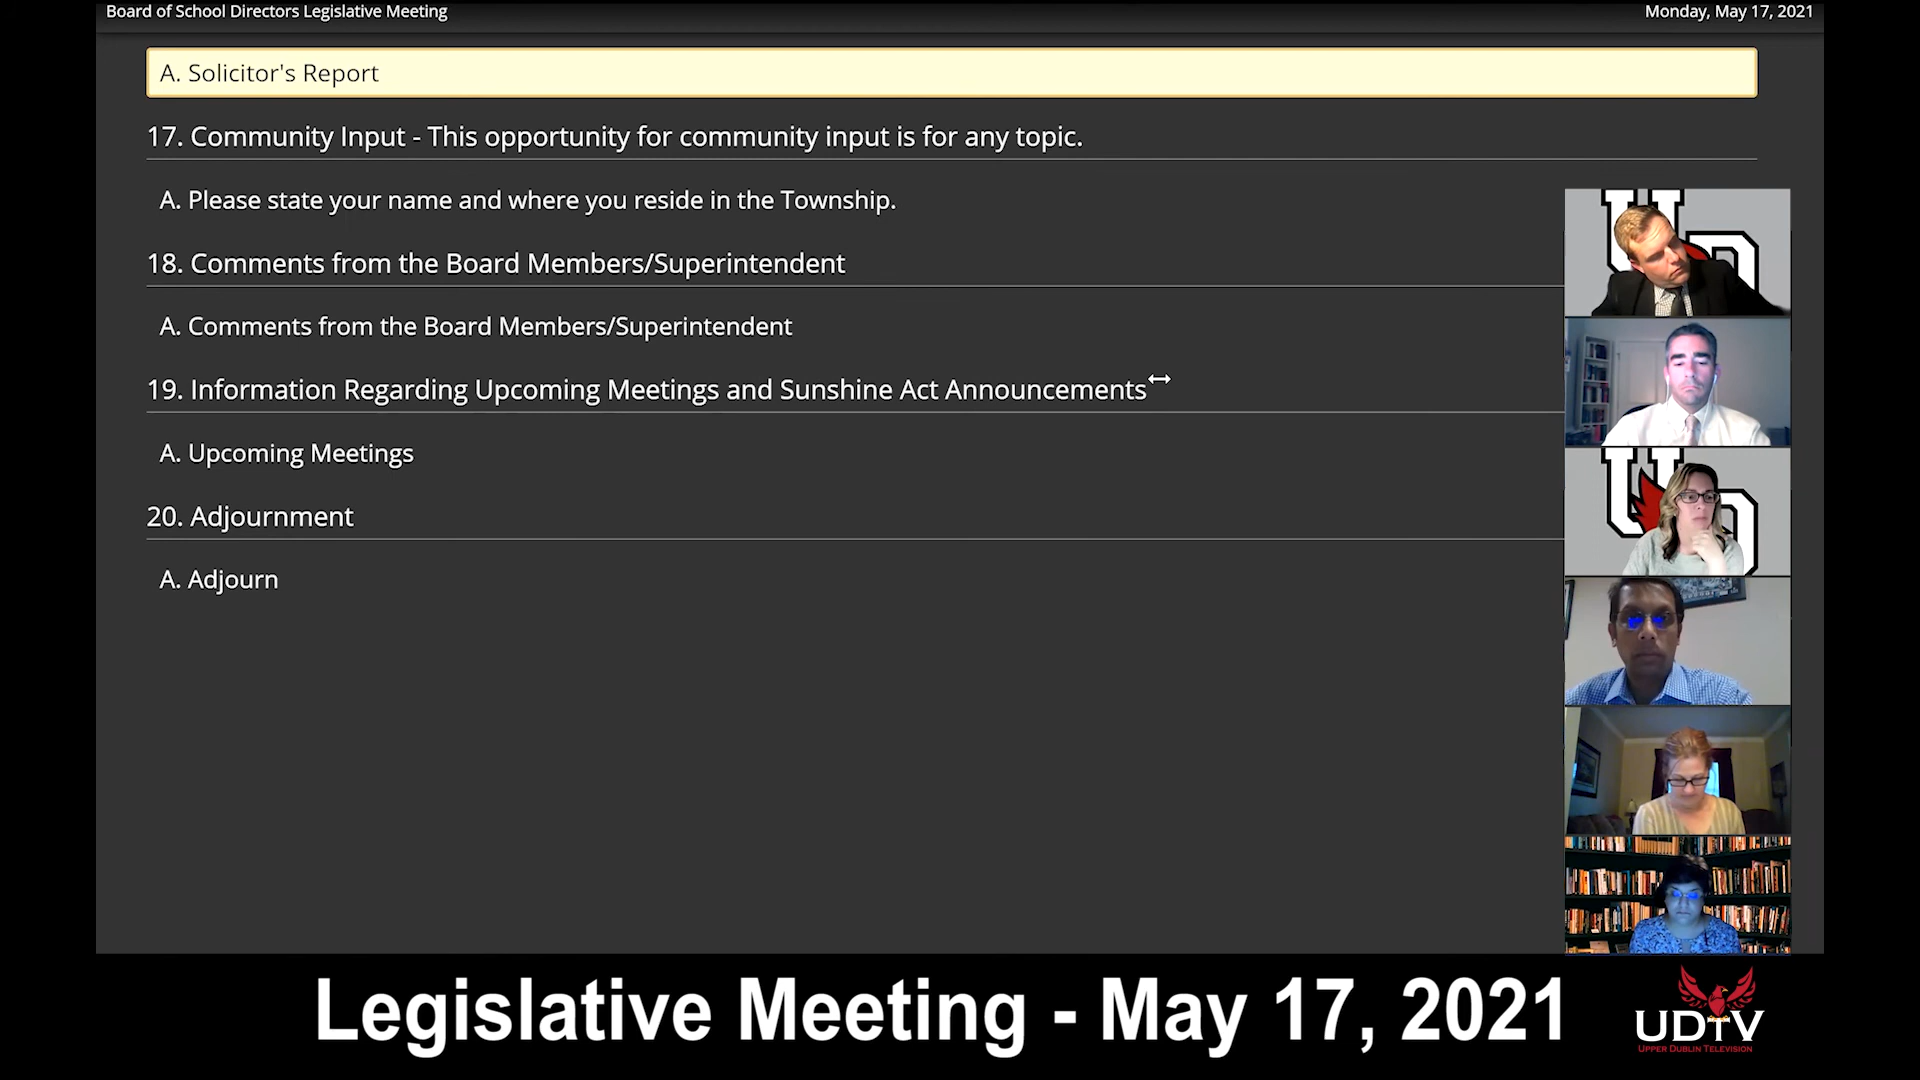 Board of School Directors Legislative Meeting
Monday, May 17, 2021
A. Solicitor's Report
17. Community Input - This opportunity for community input is for any topic.
A. Please state your name and where you reside in the Township.
18. Comments from the Board Members/Superintendent
A. Comments from the Board Members/Superintendent
19. Information Regarding Upcoming Meetings and Sunshine Act Announcements
A. Upcoming Meetings
20. Adjournment
A. Adjourn
Legislative Meeting - May 17, 2021
UDTV
UPPER DUBLIN TELEVISION